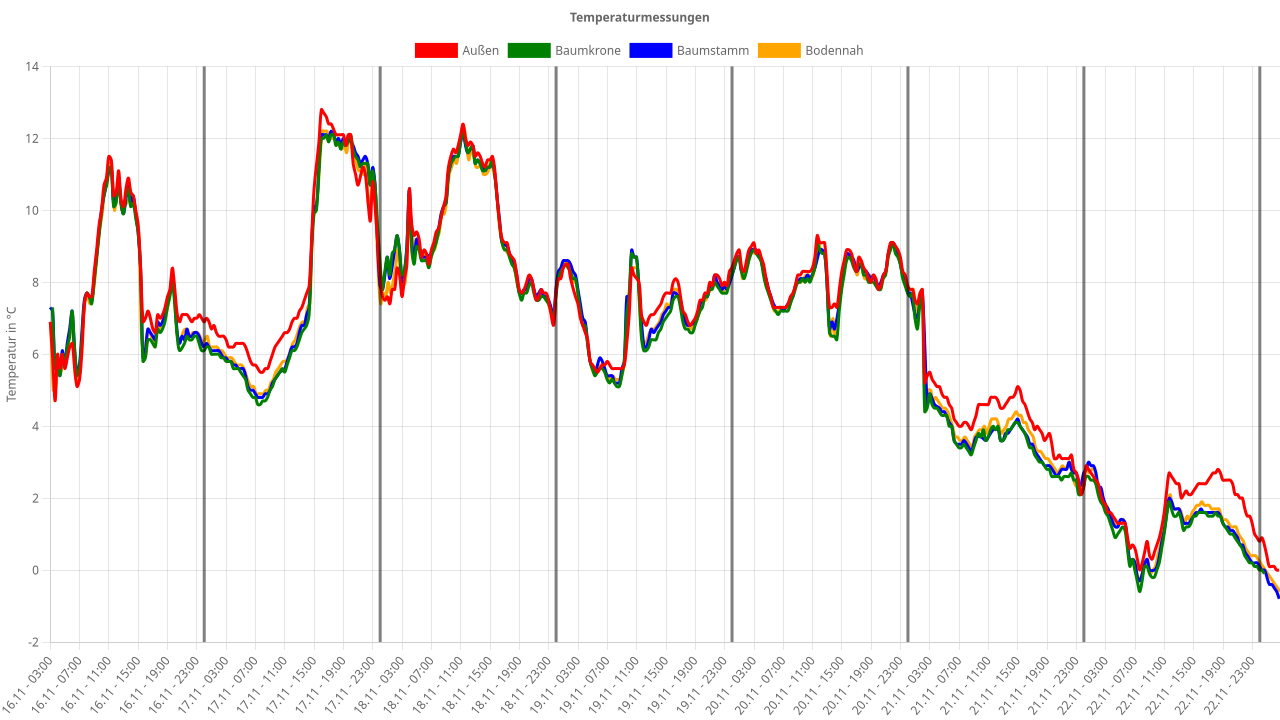 Temperaturmessungen
Außen Baumkrone Baumstamm Bodennah
Temperatur in °C
14
12
10
8
6
4
2
0
-2
16.11 - 03:00
16.11 - 07:00
16.11 - 11:00
16.11 - 15:00
16.11 - 19:00
16.11 - 23:00
17.11 - 03:00
17.11 - 07:00
17.11 - 11:00
17.11 - 15:00
17.11 - 19:00
17.11 - 23:00
18.11 - 03:00
18.11 - 07:00
18.11 - 11:00
18.11 - 15:00
18.11 - 19:00
18.11 - 23:00
19.11 - 03:00
19.11 - 07:00
19.11 - 11:00
19.11 - 15:00
19.11 - 19:00
19.11 - 23:00
20.11 - 03:00
20.11 - 07:00
20.11 - 11:00
20.11 - 15:00
20.11 - 19:00
20.11 - 23:00
21.11 - 03:00
21.11 - 07:00
21.11 - 11:00
21.11 - 15:00
21.11 - 19:00
21.11 - 23:00
22.11 - 03:00
22.11 - 07:00
22.11 - 11:00
22.11 - 15:00
22.11 - 19:00
22.11 - 23:00